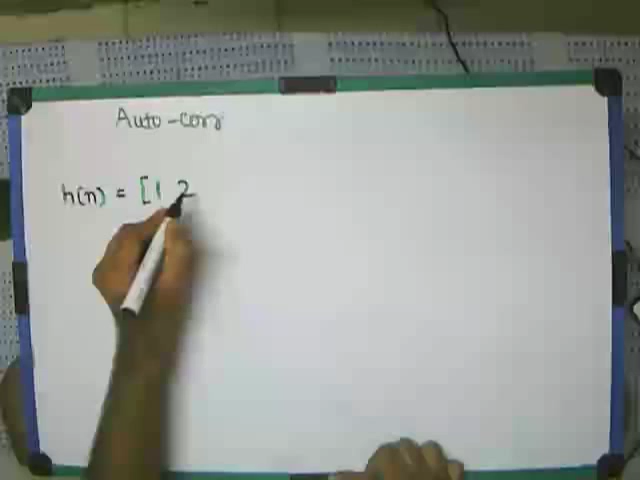 Auto-corr
h(n) = [1 2